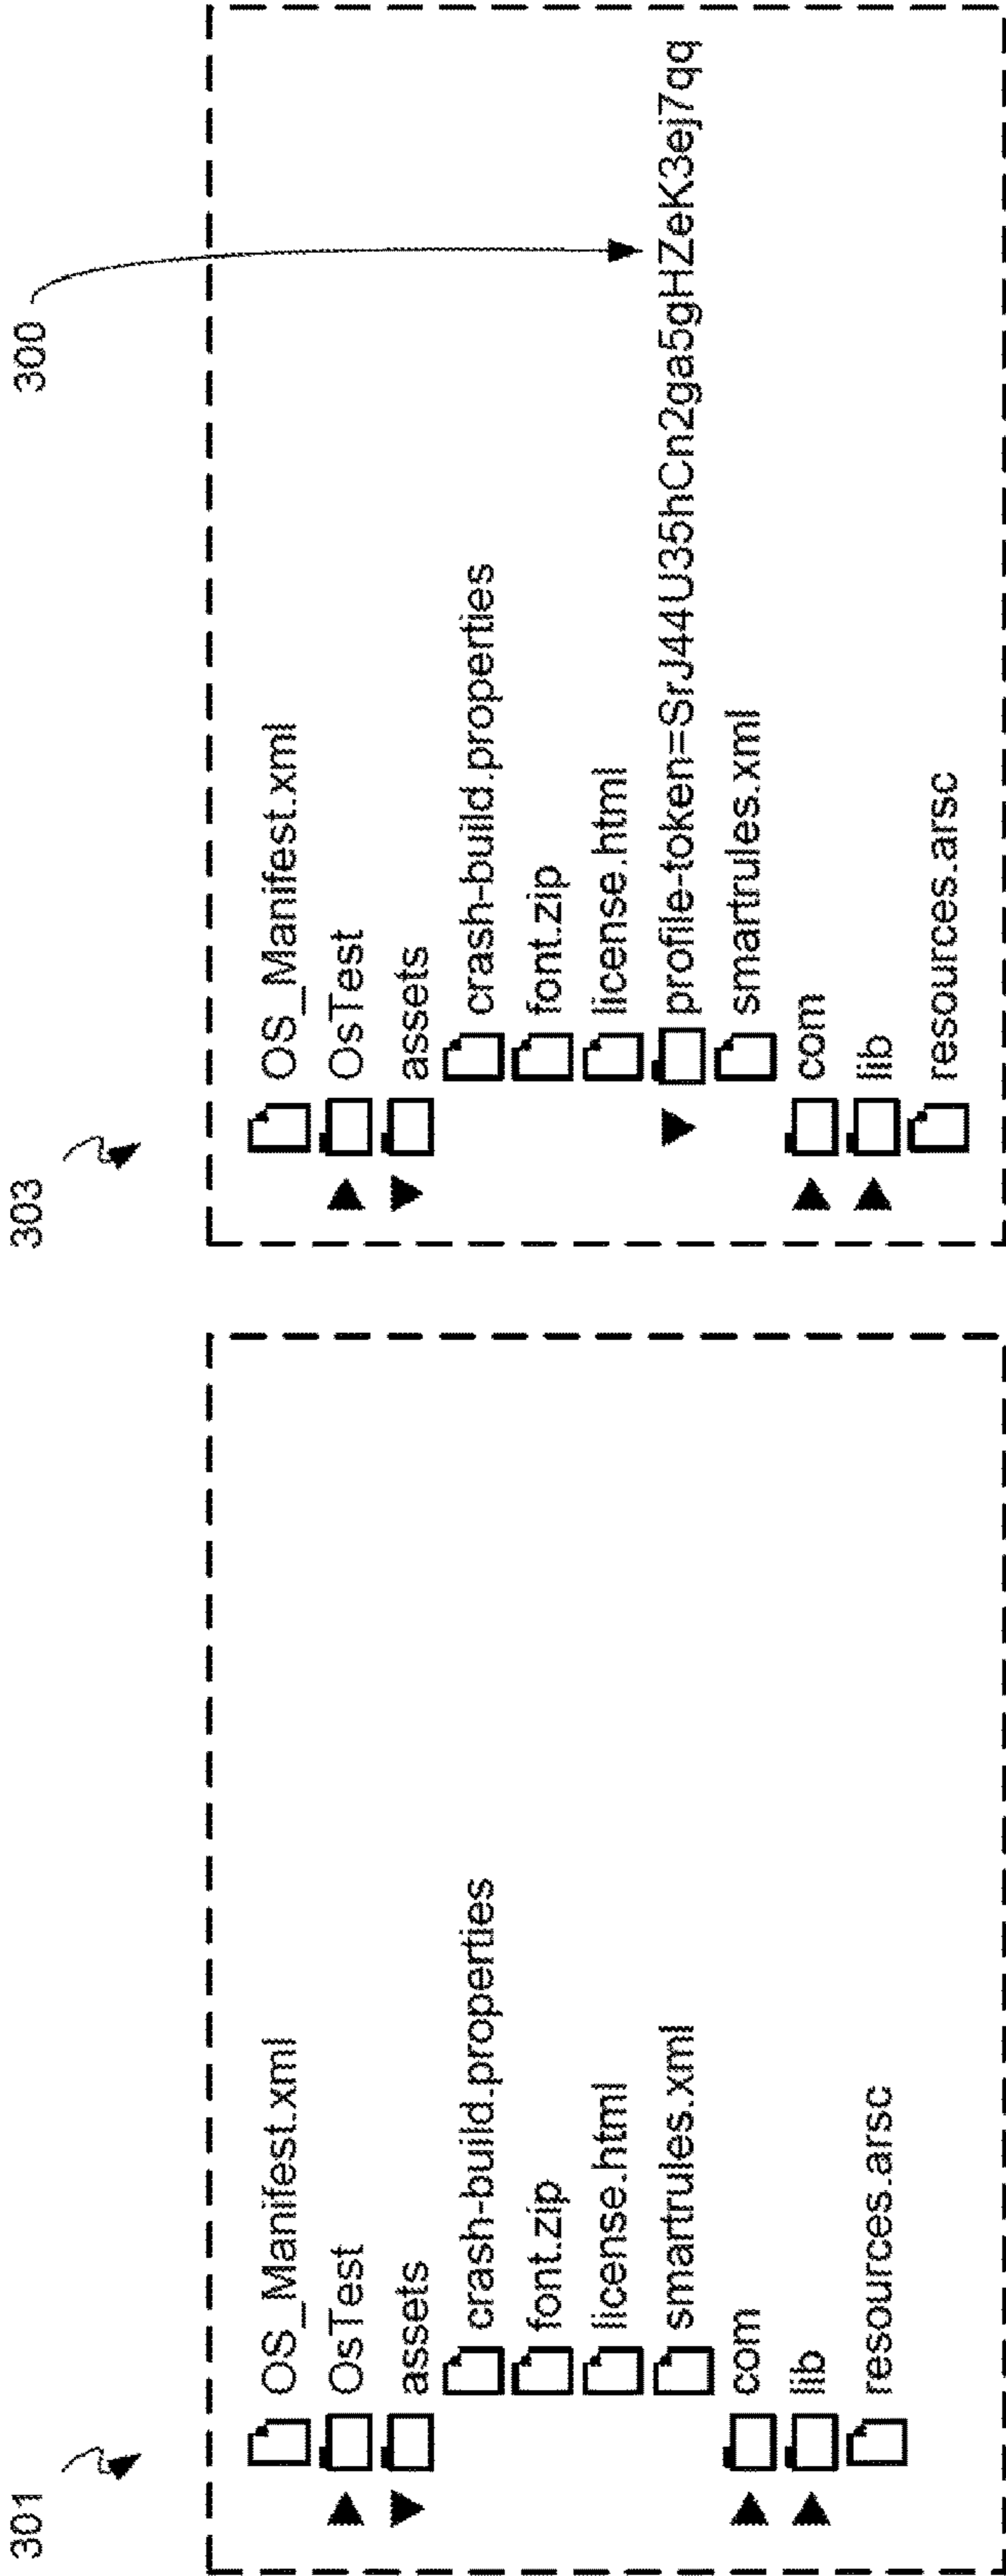 301
OS_Manifest.xml
OsTest
assets
crash-build.properties
font.zip
license.html
smartrules.xml
com
lib
resources.arsc
303
300
OS_Manifest.xml
OsTest
assets
crash-build.properties
font.zip
license.html
profile-token=SrJ44U35hCn2ga5gHZeK3ej7qq
smartrules.xml
com
lib
resources.arsc